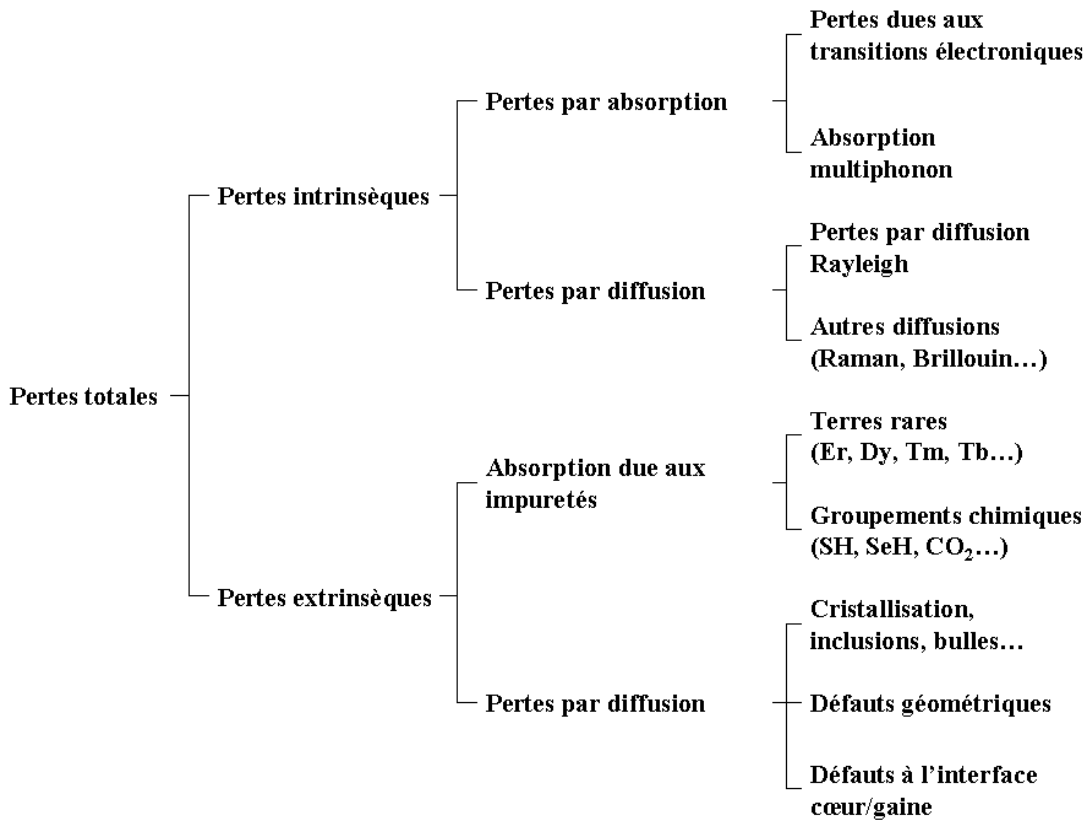 Pertes totales
Pertes intrinsèques
Pertes par absorption
Pertes dues aux
transitions électroniques
Absorption
multiphonon
Pertes par diffusion
Pertes par diffusion
Rayleigh
Autres diffusions
(Raman, Brillouin…)
Pertes extrinsèques
Absorption due aux
impuretés
Terres rares
(Er, Dy, Tm, Tb…)
Groupements chimiques
(SH, SeH, CO₂…)
Pertes par diffusion
Cristallisation,
inclusions, bulles…
Défauts géométriques
Défauts à l’interface
cœur/gaine